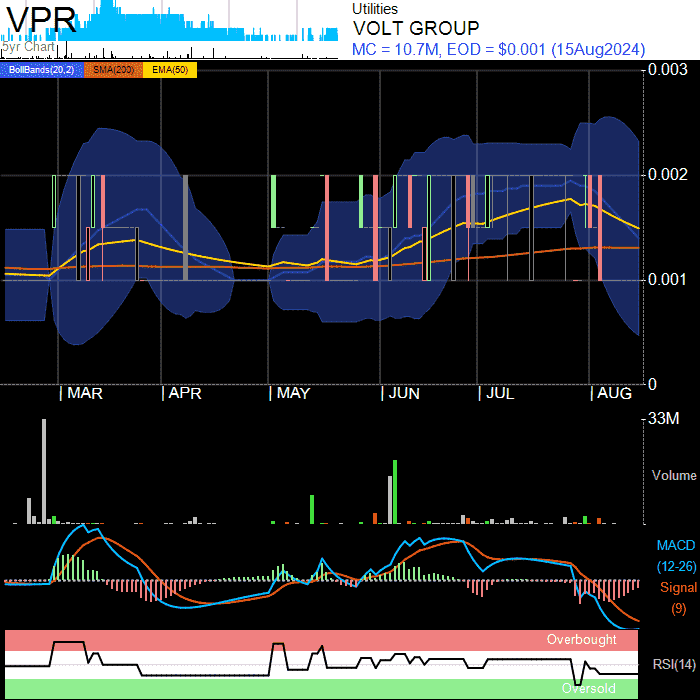 VPR
5yr Chart
Utilities
VOLT GROUP
MC = 10.7M, EOD = $0.001 (15Aug2024)
BollBands(20,2) SMA(200) EMA(50)
0.003
0.002
0.001
0
MAR APR MAY JUN JUL AUG
33M
Volume
MACD
(12-26)
Signal
(9)
Overbought
RSI(14)
Oversold